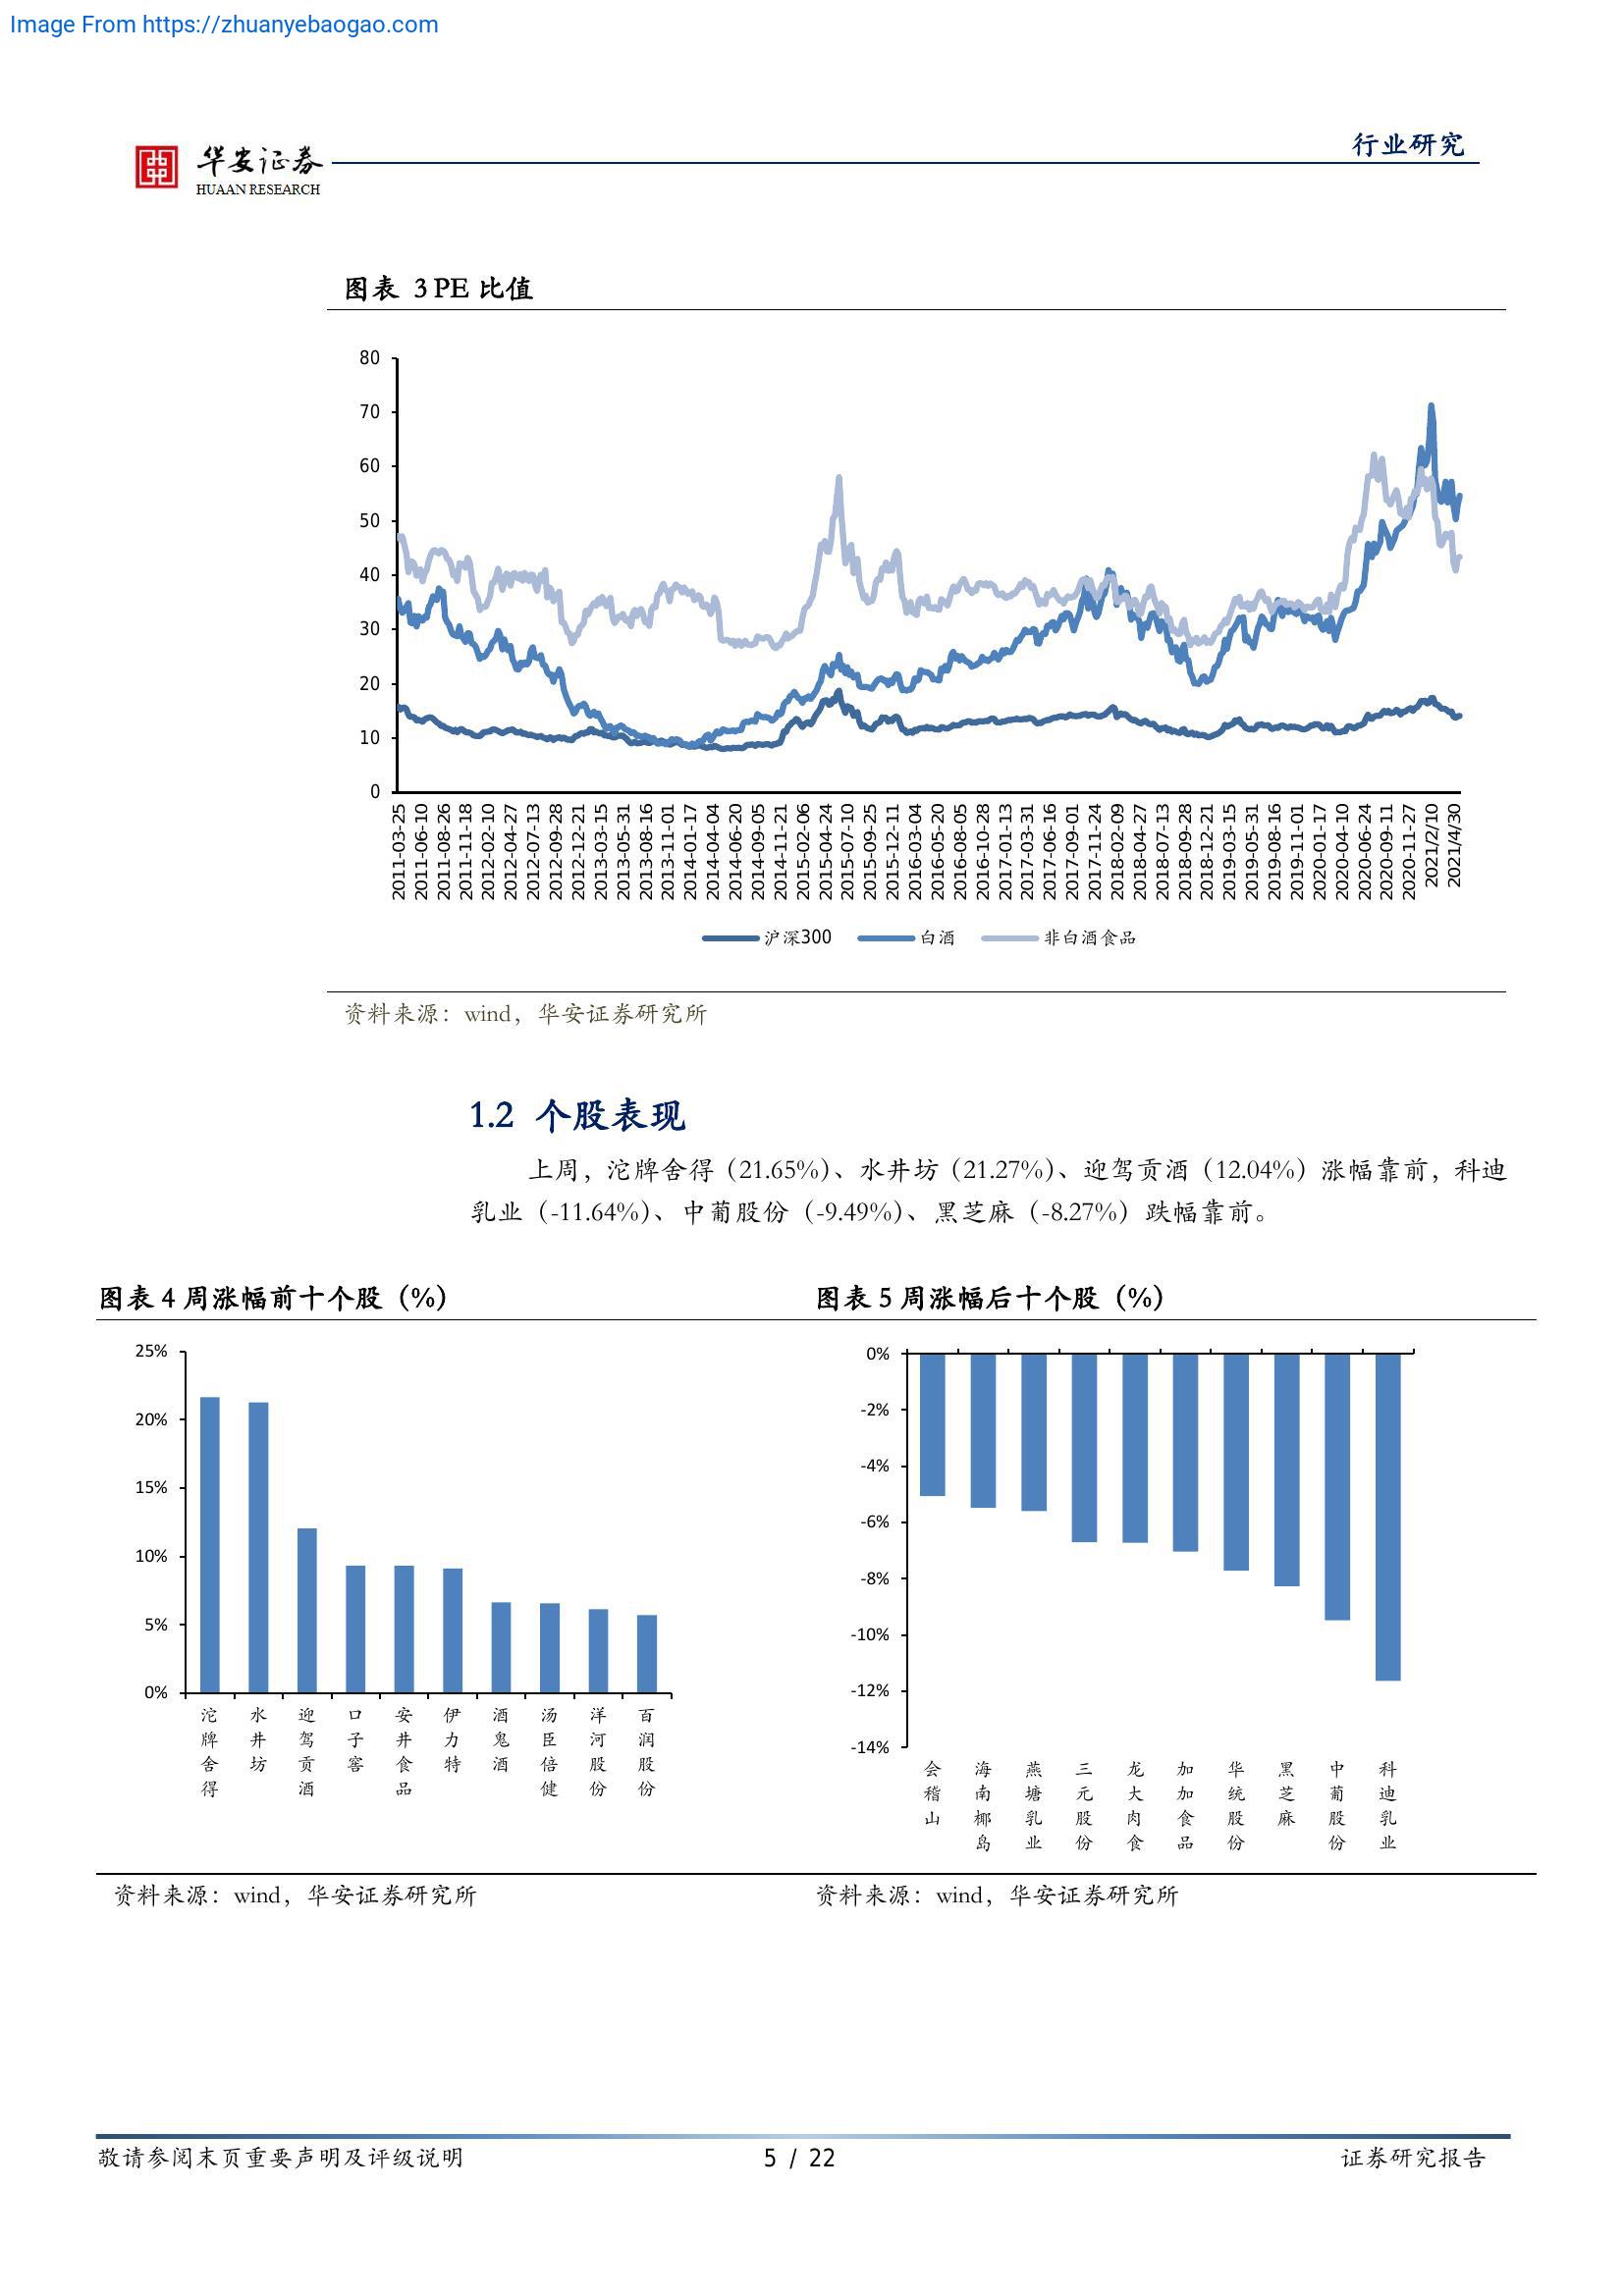 Image From https://zhuanyebaogao.com
华安证券
HUAAN RESEARCH
行业研究
图表 3 PE 比值
80
70
60
50
40
30
20
10
0
2011-03-25
2011-06-10
2011-08-26
2011-11-18
2012-02-10
2012-04-27
2012-07-13
2012-09-28
2012-12-21
2013-03-15
2013-05-31
2013-08-16
2013-11-01
2014-01-17
2014-04-04
2014-06-20
2014-09-05
2014-11-21
2015-02-06
2015-04-24
2015-07-10
2015-09-25
2015-12-11
2016-03-04
2016-05-20
2016-08-05
2016-10-28
2017-01-13
2017-03-31
2017-06-16
2017-09-01
2017-11-24
2018-02-09
2018-04-27
2018-07-13
2018-09-28
2018-12-21
2019-03-15
2019-05-31
2019-08-16
2019-11-01
2020-01-17
2020-04-10
2020-06-24
2020-09-11
2020-11-27
2021/2/10
2021/4/30
沪深300 白酒 非白酒食品
资料来源：wind，华安证券研究所
1.2 个股表现
上周，沱牌舍得（21.65%）、水井坊（21.27%）、迎驾贡酒（12.04%）涨幅靠前，科迪
乳业（-11.64%）、中葡股份（-9.49%）、黑芝麻（-8.27%）跌幅靠前。
图表 4 周涨幅前十个股（%）
25%
20%
15%
10%
5%
0%
沱牌舍得
水井坊
迎驾贡酒
口子窖
安井食品
伊力特
酒鬼酒
汤臣倍健
洋河股份
百润股份
资料来源：wind，华安证券研究所
图表 5 周涨幅后十个股（%）
0%
-2%
-4%
-6%
-8%
-10%
-12%
-14%
会稽山
海南椰岛
燕塘乳业
三元股份
龙大肉食
加加食品
华统股份
黑芝麻
中葡股份
科迪乳业
资料来源：wind，华安证券研究所
敬请参阅末页重要声明及评级说明
5 / 22
证券研究报告